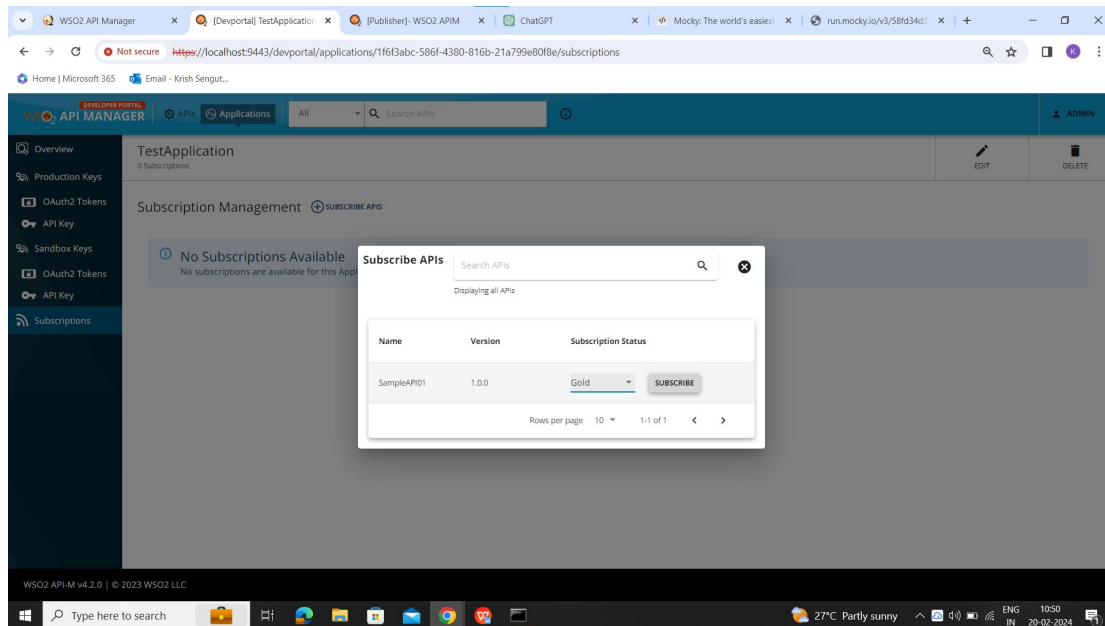 WSO2 API Manager
[Devportal] TestApplication
[Publisher]- WSO2 APIM
ChatGPT
Mocky: The world's easiest
run.mocky.io/v3/58fd34d3
Not secure https://localhost:9443/devportal/applications/1f6f3abc-586f-4380-816b-21a799e80f8e/subscriptions
K
Home | Microsoft 365
Email - Krish Sengut...
DEVELOPER PORTAL
WSO2 API MANAGER
APIs
Applications
All
Search APIs
ADMIN
Overview
Production Keys
OAuth2 Tokens
API Key
Sandbox Keys
OAuth2 Tokens
API Key
Subscriptions
TestApplication
0 Subscriptions
EDIT
DELETE
Subscription Management
SUBSCRIBE APIS
No Subscriptions Available
No subscriptions are available for this Appl
Subscribe APIs
Search APIs
Displaying all APIs
Name Version Subscription Status
SampleAPI01 1.0.0 Gold SUBSCRIBE
Rows per page 10 1-1 of 1
WSO2 API-M v4.2.0 | © 2023 WSO2 LLC
Type here to search
27°C Partly sunny
ENG
IN
10:50
20-02-2024